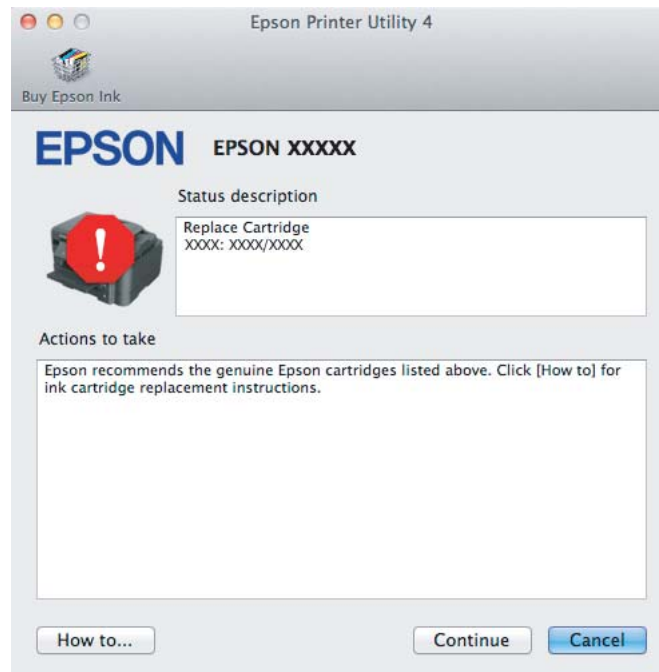 Epson Printer Utility 4
Buy Epson Ink
EPSON EPSON XXXXX
Status description
Replace Cartridge
XXXX: XXXX/XXXX
Actions to take
Epson recommends the genuine Epson cartridges listed above. Click [How to] for
ink cartridge replacement instructions.
How to... Continue Cancel